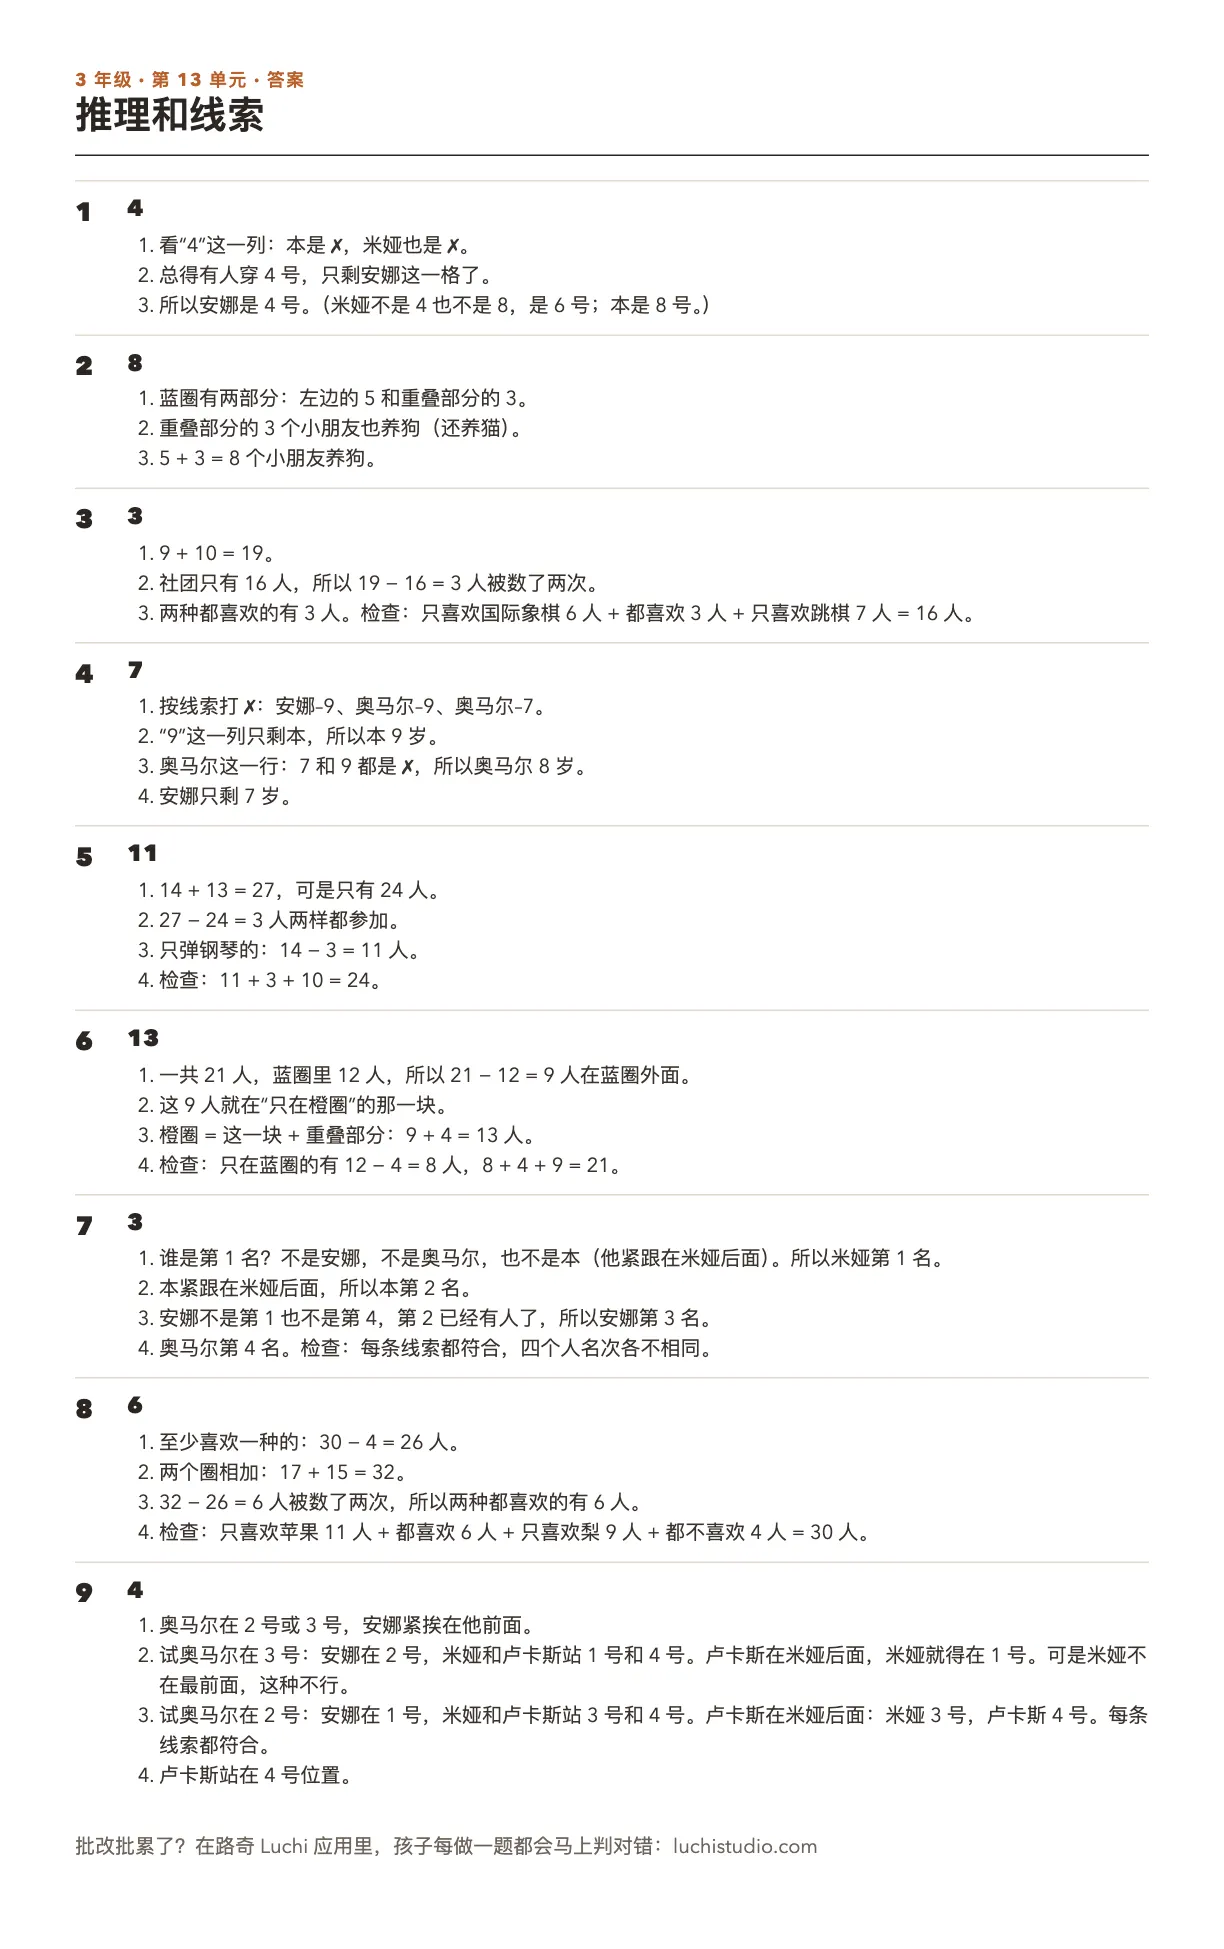 3 年级 · 第 13 单元 · 答案
推理和线索
1 4
1. 看“4”这一列：本是 ✗，米娅也是 ✗。
2. 总得有人穿 4 号，只剩安娜这一格了。
3. 所以安娜是 4 号。（米娅不是 4 也不是 8，是 6 号；本是 8 号。）
2 8
1. 蓝圈有两部分：左边的 5 和重叠部分的 3。
2. 重叠部分的 3 个小朋友也养狗（还养猫）。
3. 5 + 3 = 8 个小朋友养狗。
3 3
1. 9 + 10 = 19。
2. 社团只有 16 人，所以 19 − 16 = 3 人被数了两次。
3. 两种都喜欢的有 3 人。检查：只喜欢国际象棋 6 人 + 都喜欢 3 人 + 只喜欢跳棋 7 人 = 16 人。
4 7
1. 按线索打 ✗：安娜–9、奥马尔–9、奥马尔–7。
2. “9”这一列只剩本，所以本 9 岁。
3. 奥马尔这一行：7 和 9 都是 ✗，所以奥马尔 8 岁。
4. 安娜只剩 7 岁。
5 11
1. 14 + 13 = 27，可是只有 24 人。
2. 27 − 24 = 3 人两样都参加。
3. 只弹钢琴的：14 − 3 = 11 人。
4. 检查：11 + 3 + 10 = 24。
6 13
1. 一共 21 人，蓝圈里 12 人，所以 21 − 12 = 9 人在蓝圈外面。
2. 这 9 人就在“只在橙圈”的那一块。
3. 橙圈 = 这一块 + 重叠部分：9 + 4 = 13 人。
4. 检查：只在蓝圈的有 12 − 4 = 8 人，8 + 4 + 9 = 21。
7 3
1. 谁是第 1 名？不是安娜，不是奥马尔，也不是本（他紧跟在米娅后面）。所以米娅第 1 名。
2. 本紧跟在米娅后面，所以本第 2 名。
3. 安娜不是第 1 也不是第 4，第 2 已经有人了，所以安娜第 3 名。
4. 奥马尔第 4 名。检查：每条线索都符合，四个人名次各不相同。
8 6
1. 至少喜欢一种的：30 − 4 = 26 人。
2. 两个圈相加：17 + 15 = 32。
3. 32 − 26 = 6 人被数了两次，所以两种都喜欢的有 6 人。
4. 检查：只喜欢苹果 11 人 + 都喜欢 6 人 + 只喜欢梨 9 人 + 都不喜欢 4 人 = 30 人。
9 4
1. 奥马尔在 2 号或 3 号，安娜紧挨在他前面。
2. 试奥马尔在 3 号：安娜在 2 号，米娅和卢卡斯站 1 号和 4 号。卢卡斯在米娅后面，米娅就得在 1 号。可是米娅不
在最前面，这种不行。
3. 试奥马尔在 2 号：安娜在 1 号，米娅和卢卡斯站 3 号和 4 号。卢卡斯在米娅后面：米娅 3 号，卢卡斯 4 号。每条
线索都符合。
4. 卢卡斯站在 4 号位置。
批改批累了？在路奇 Luchi 应用里，孩子每做一题都会马上判对错：luchistudio.com